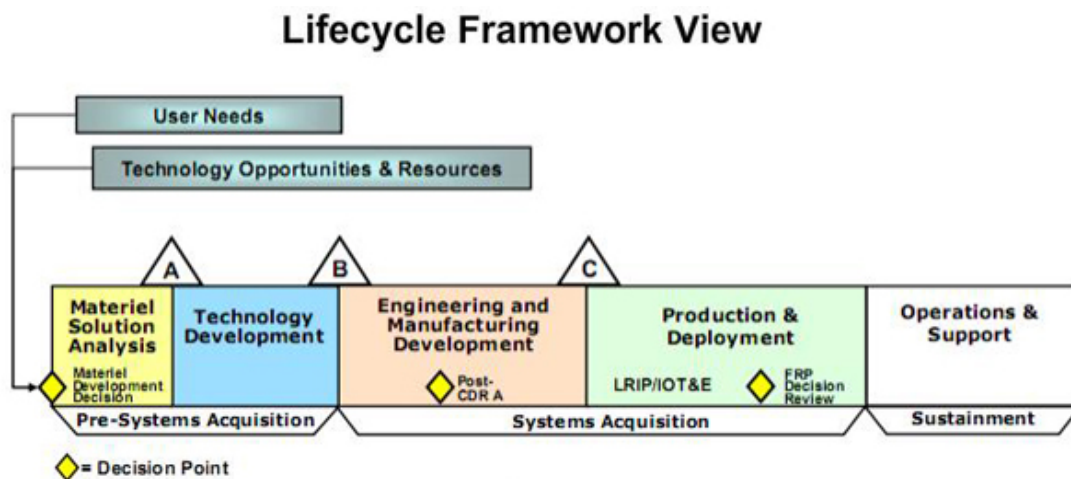 Lifecycle Framework View
User Needs
Technology Opportunities & Resources
A
B
C
Materiel
Solution
Analysis
Materiel
Development
Decision
Technology
Development
Engineering and
Manufacturing
Development
Post-
CDR A
Production &
Deployment
LRIP/IOT&E
FRP
Decision
Review
Operations &
Support
Pre-Systems Acquisition
Systems Acquisition
Sustainment
= Decision Point